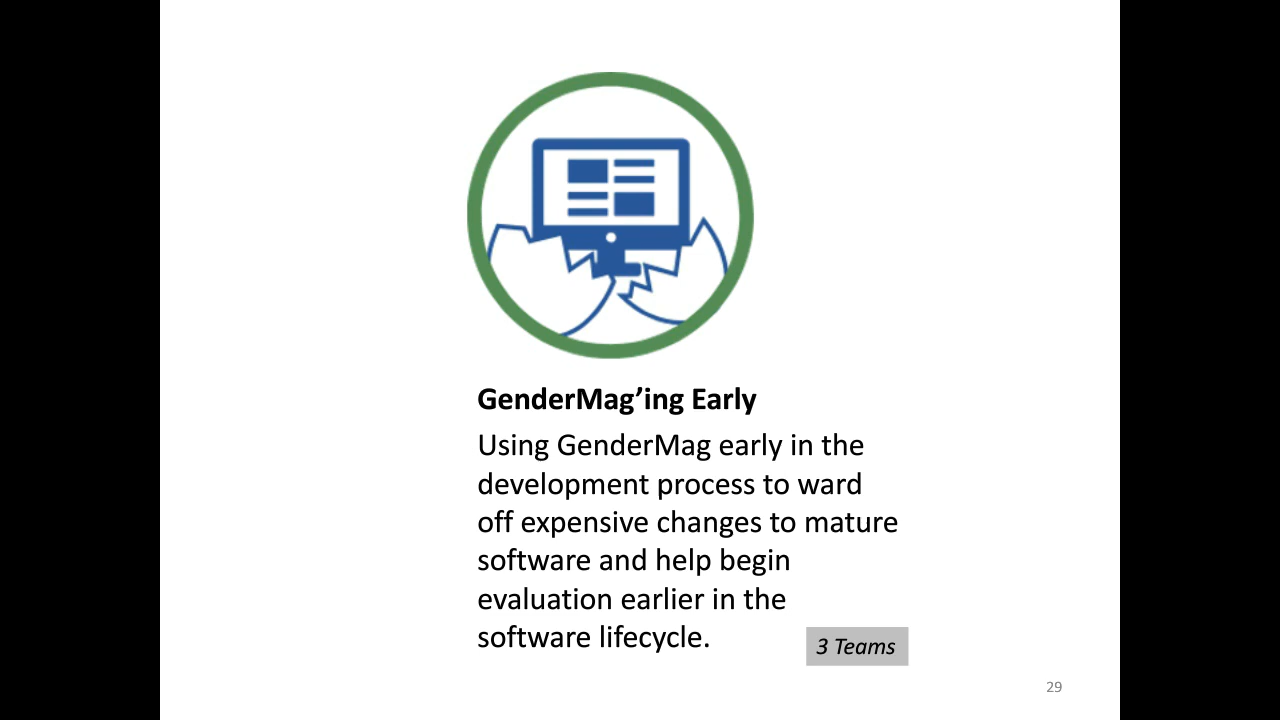 GenderMag’ing Early
Using GenderMag early in the
development process to ward
off expensive changes to mature
software and help begin
evaluation earlier in the
software lifecycle.
3 Teams
29